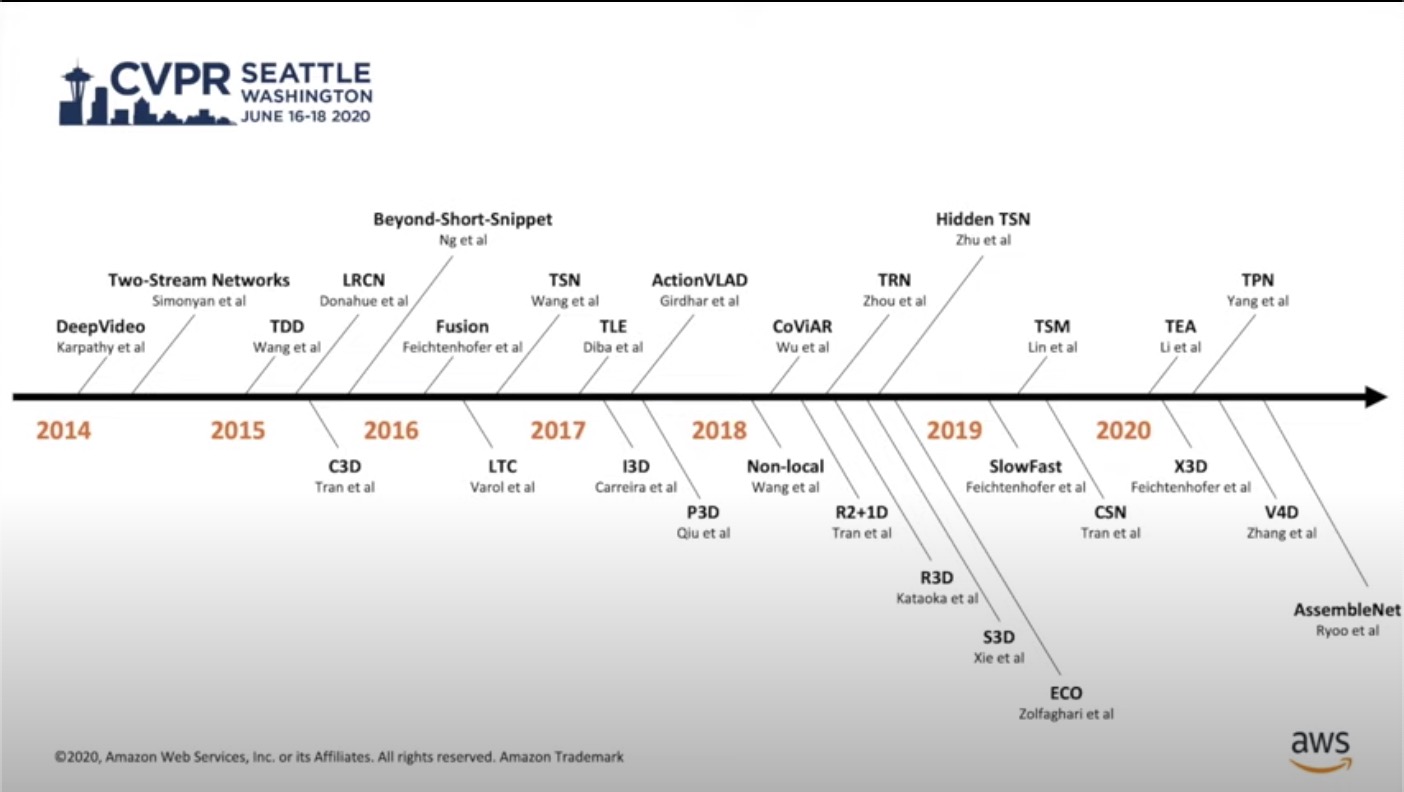 CVPR SEATTLE
WASHINGTON
JUNE 16-18 2020
Beyond-Short-Snippet
Ng et al
Hidden TSN
Zhu et al
Two-Stream Networks
Simonyan et al
LRCN
Donahue et al
TSN
Wang et al
ActionVLAD
Girdhar et al
TRN
Zhou et al
TPN
Yang et al
DeepVideo
Karpathy et al
TDD
Wang et al
Fusion
Feichtenhofer et al
TLE
Diba et al
CoViAR
Wu et al
TSM
Lin et al
TEA
Li et al
2014
2015
2016
2017
2018
2019
2020
C3D
Tran et al
LTC
Varol et al
I3D
Carreira et al
Non-local
Wang et al
SlowFast
Feichtenhofer et al
X3D
Feichtenhofer et al
P3D
Qiu et al
R2+1D
Tran et al
CSN
Tran et al
V4D
Zhang et al
R3D
Kataoka et al
AssembleNet
Ryoo et al
S3D
Xie et al
ECO
Zolfaghari et al
©2020, Amazon Web Services, Inc. or its Affiliates. All rights reserved. Amazon Trademark
aws